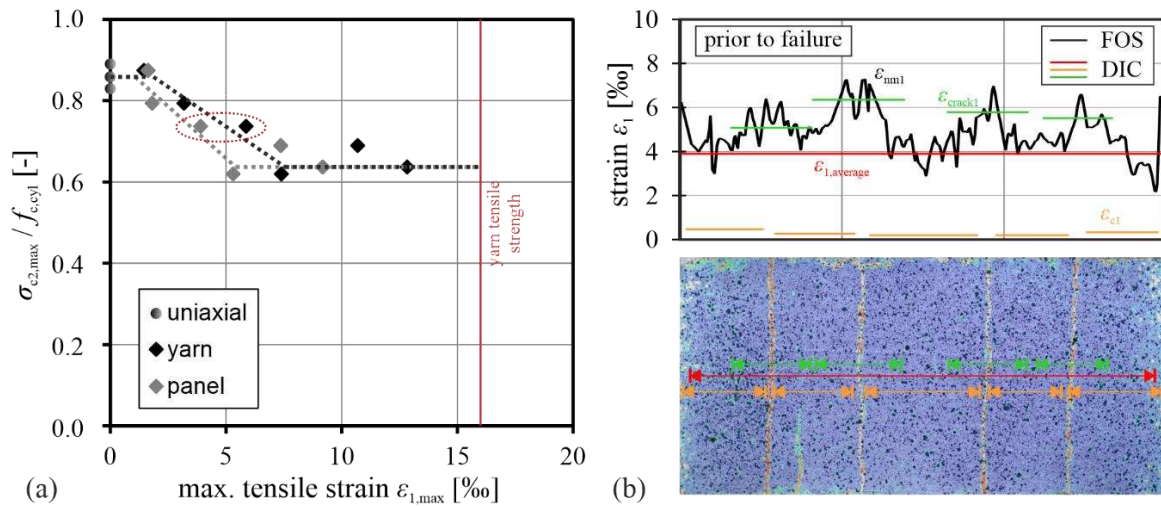 1.0
0.8
0.6
0.4
0.2
0.0
σc2,max / fc,cyl [-]
uniaxial
yarn
panel
yarn tensile
strength
0 5 10 15 20
(a) max. tensile strain ε1,max [‰]
prior to failure
FOS
DIC
εnm1
εcrack1
ε1,average
εc1
10
8
6
4
2
0
strain ε1 [‰]
(b)